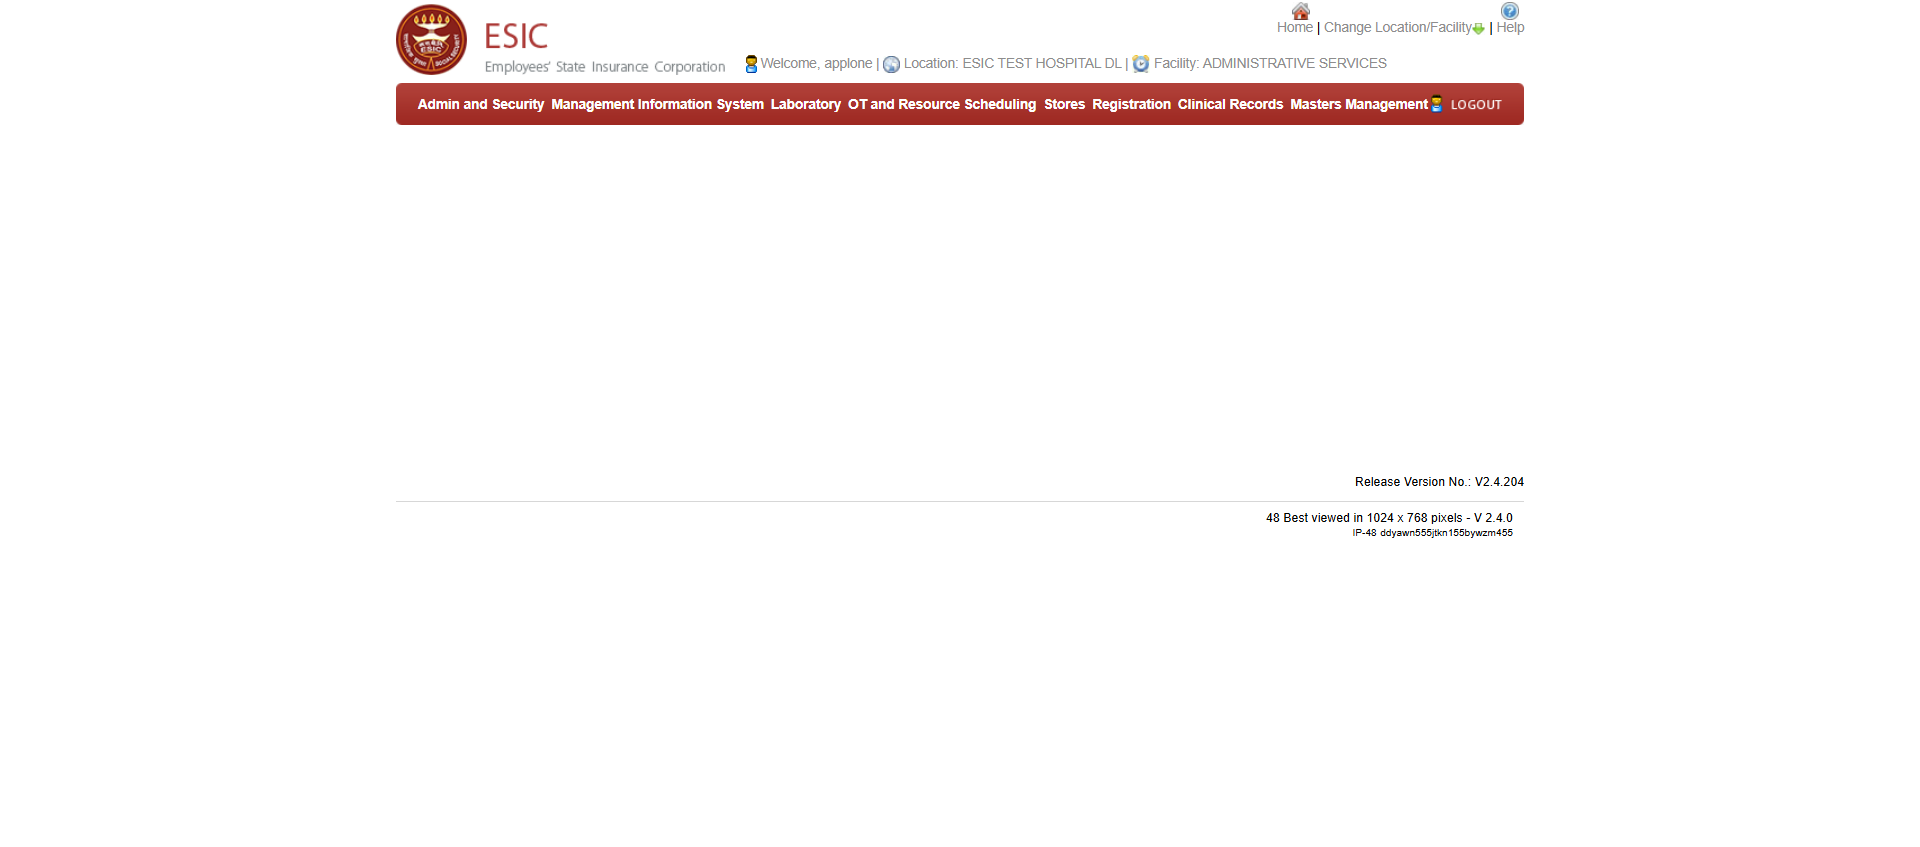 Home | Change Location/Facility | Help
ESIC
Employees' State Insurance Corporation
Welcome, applone | Location: ESIC TEST HOSPITAL DL | Facility: ADMINISTRATIVE SERVICES
Admin and Security Management Information System Laboratory OT and Resource Scheduling Stores Registration Clinical Records Masters Management LOGOUT
Release Version No.: V2.4.204
48 Best viewed in 1024 x 768 pixels - V 2.4.0
IP-48 ddyawn555jtkn155bywzm455